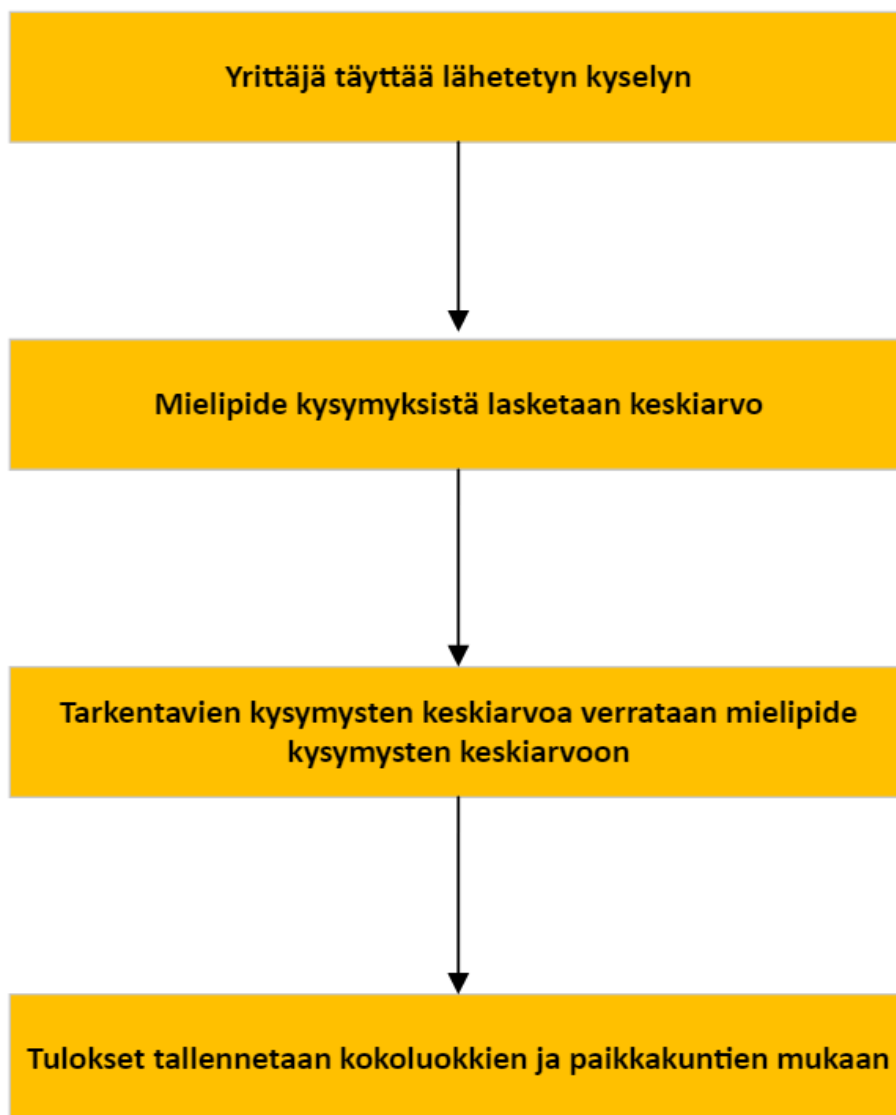 Yrittäjä täyttää lähetetyn kyselyn
Mielipide kysymyksistä lasketaan keskiarvo
Tarkentavien kysymysten keskiarvoa verrataan mielipide
kysymysten keskiarvoon
Tulokset tallennetaan kokoluokkien ja paikkakuntien mukaan